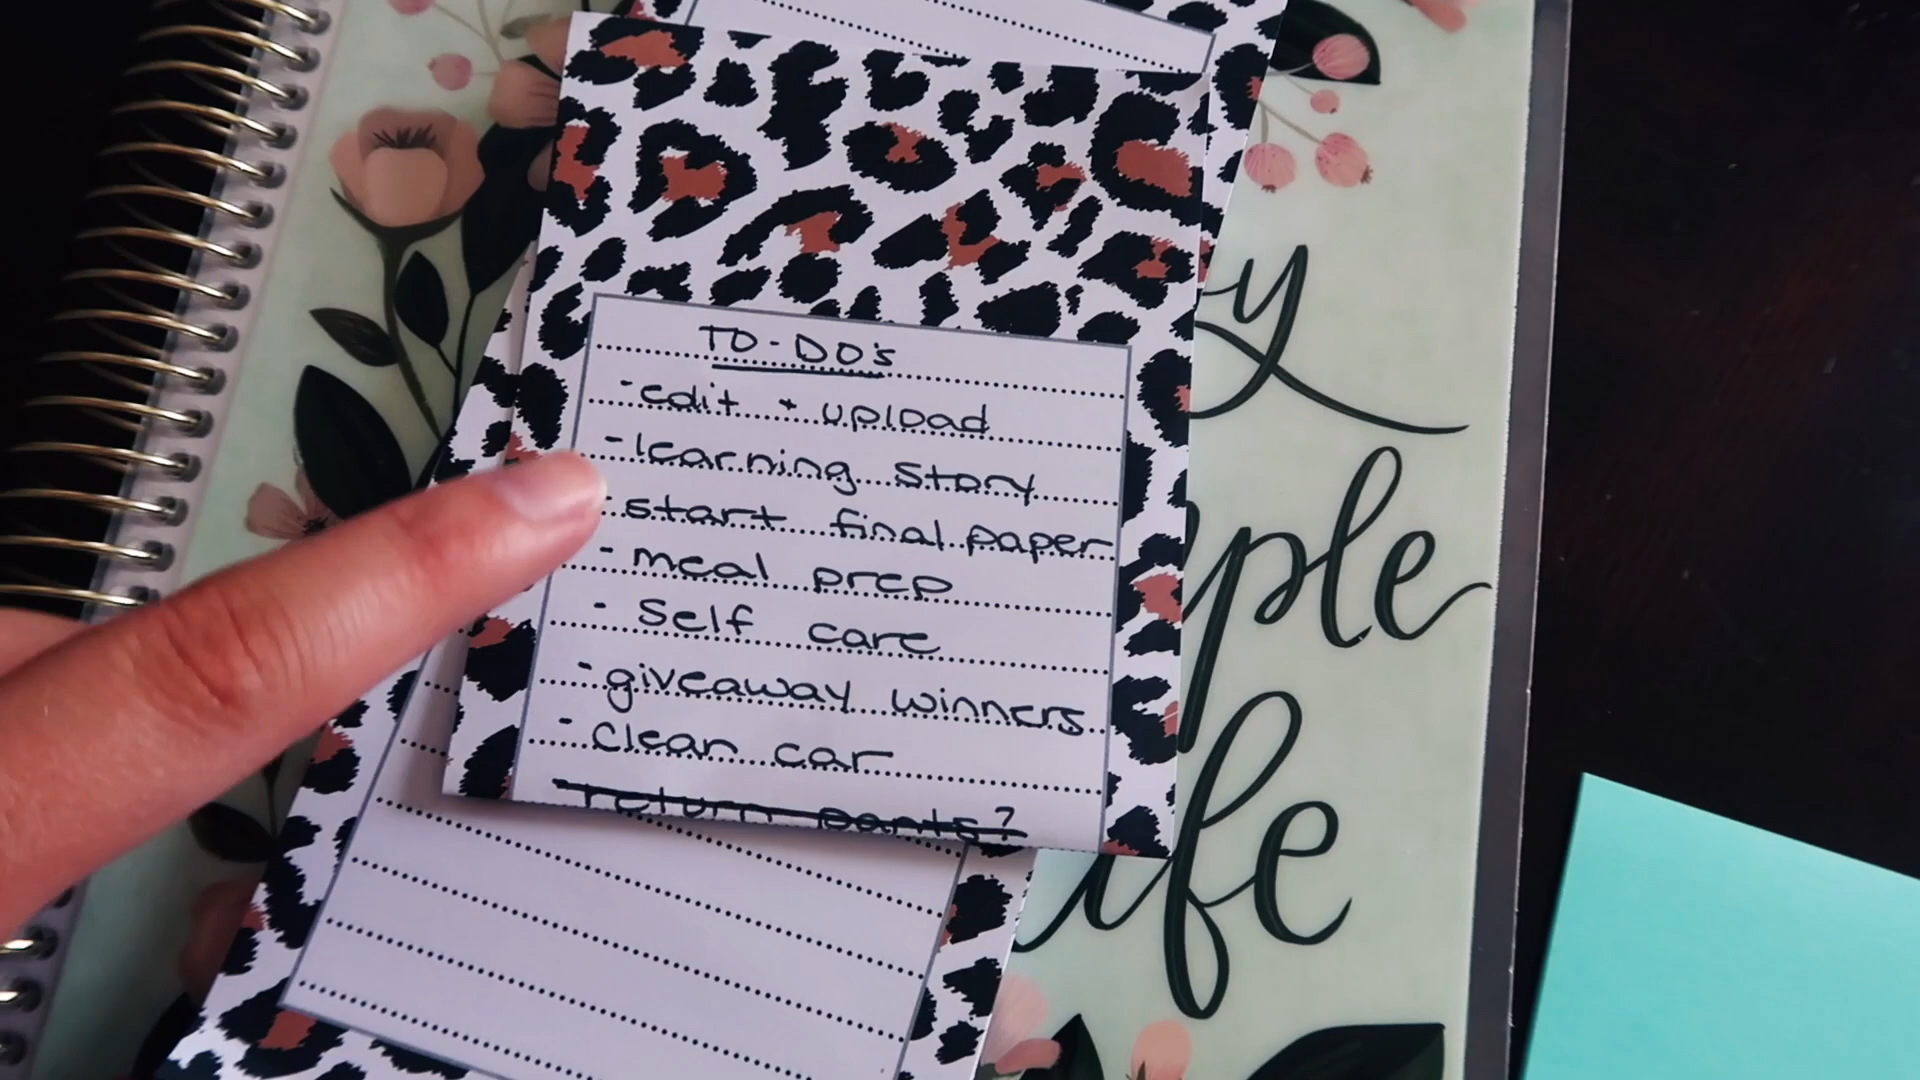 TO-DO's
-edit + upload
-learning story
-start final paper
-meal prep
-Self care
-giveaway winners
-clean car
return pants?
y
ple
ife